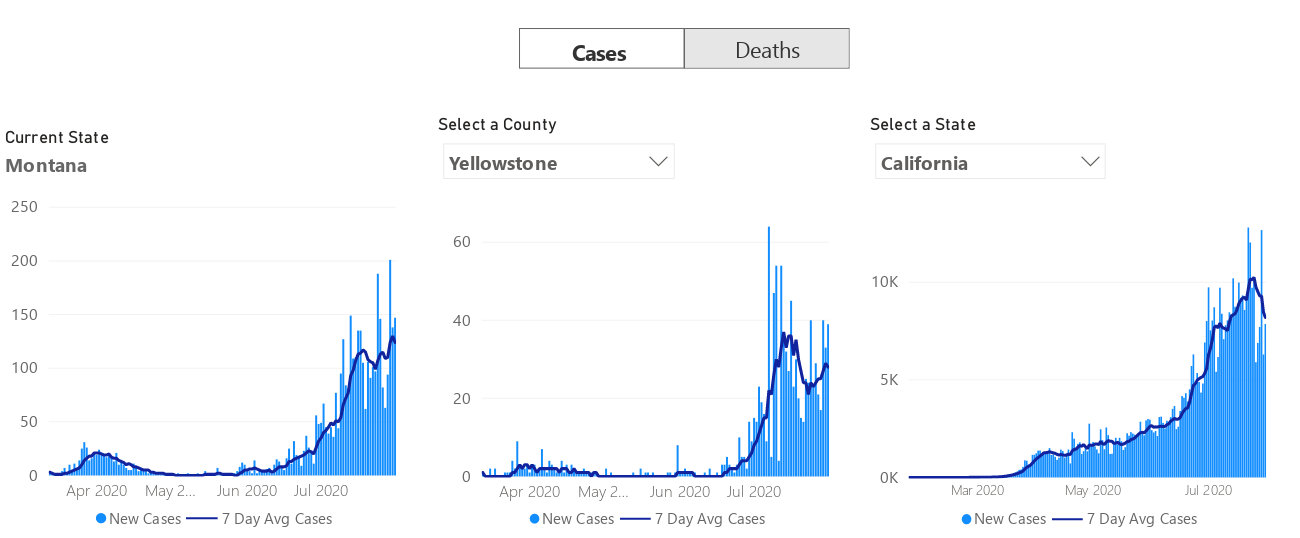 Cases Deaths
Current State
Montana
250
200
150
100
50
0
Apr 2020 May 2... Jun 2020 Jul 2020
New Cases 7 Day Avg Cases
Select a County
Yellowstone
60
40
20
0
Apr 2020 May 2... Jun 2020 Jul 2020
New Cases 7 Day Avg Cases
Select a State
California
10K
5K
0K
Mar 2020 May 2020 Jul 2020
New Cases 7 Day Avg Cases